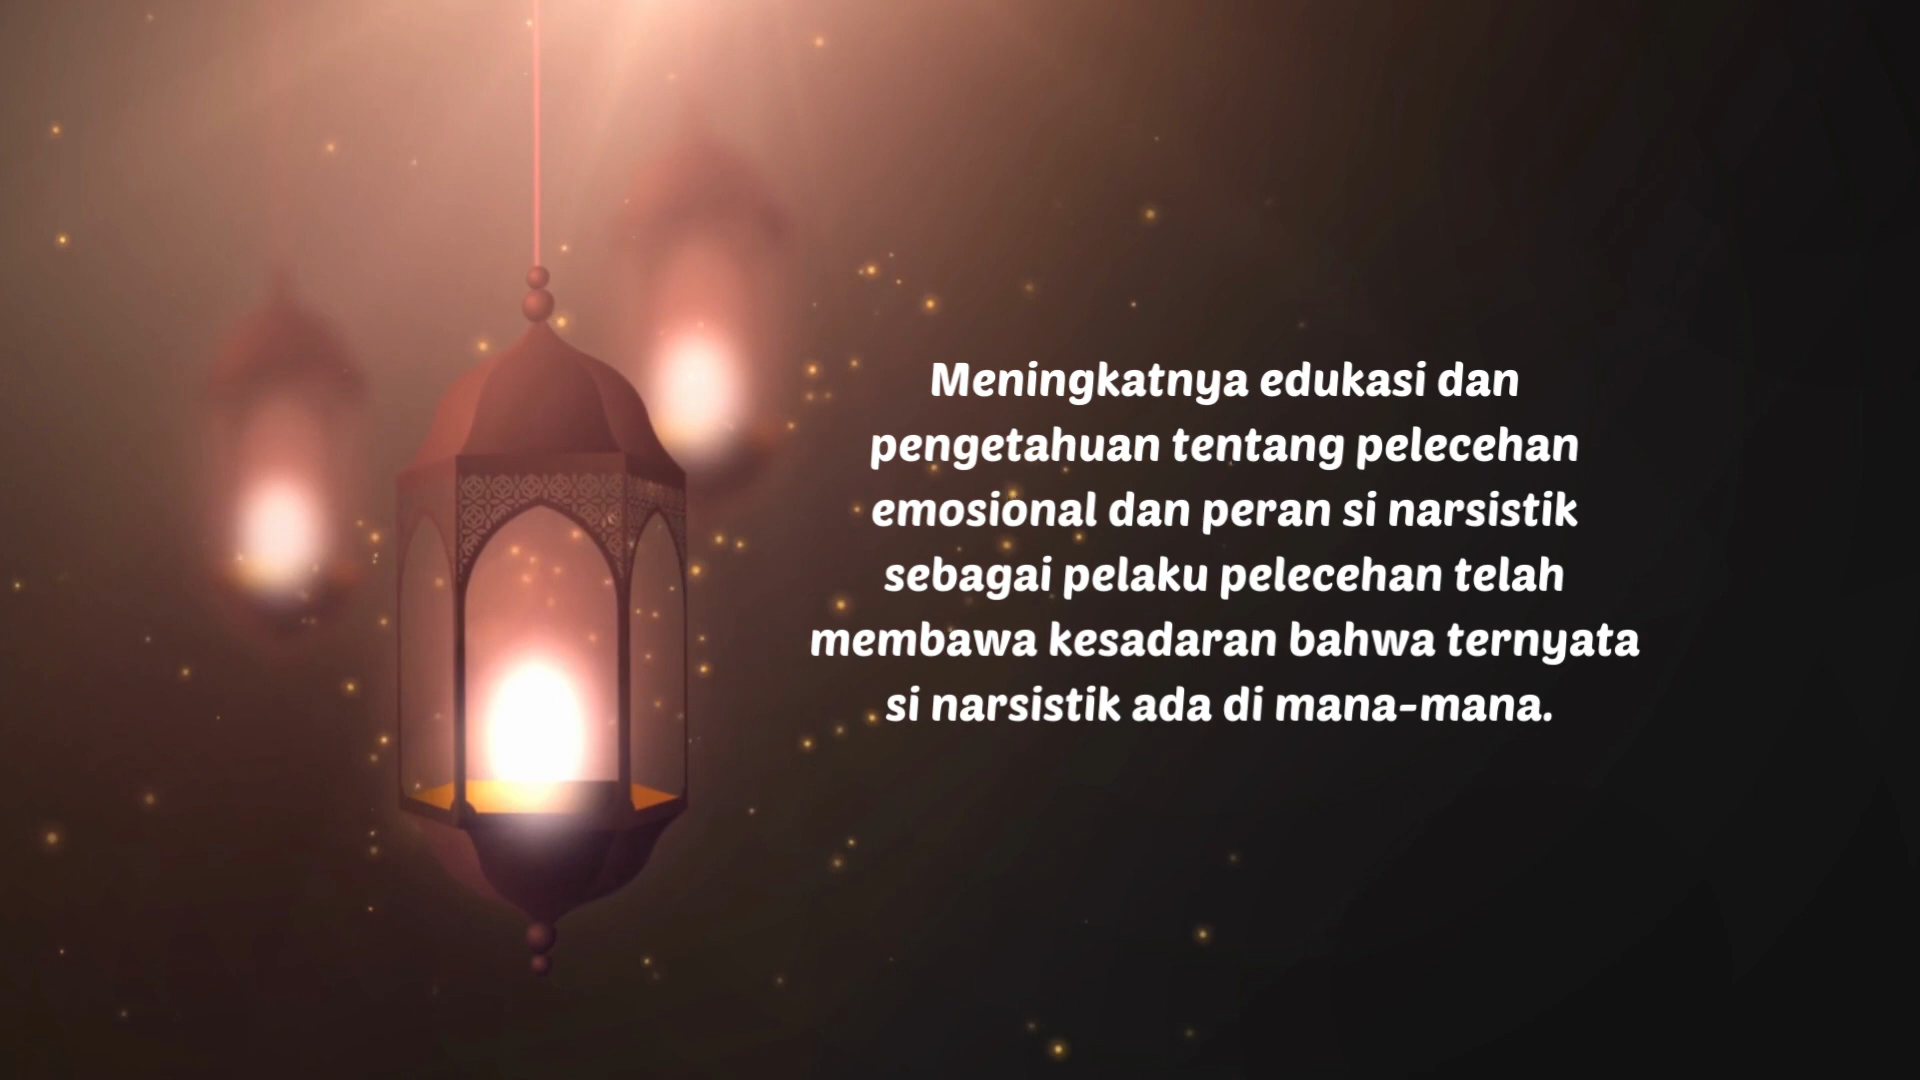 Meningkatnya edukasi dan
pengetahuan tentang pelecehan
emosional dan peran si narsistik
sebagai pelaku pelecehan telah
membawa kesadaran bahwa ternyata
si narsistik ada di mana-mana.